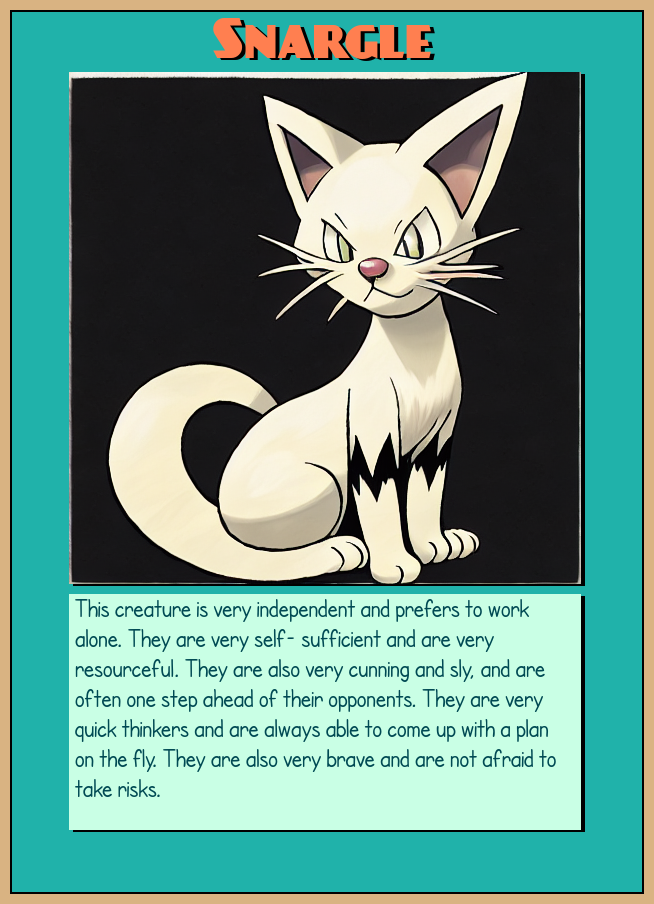 Snargle
This creature is very independent and prefers to work
alone. They are very self- sufficient and are very
resourceful. They are also very cunning and sly, and are
often one step ahead of their opponents. They are very
quick thinkers and are always able to come up with a plan
on the fly. They are also very brave and are not afraid to
take risks.